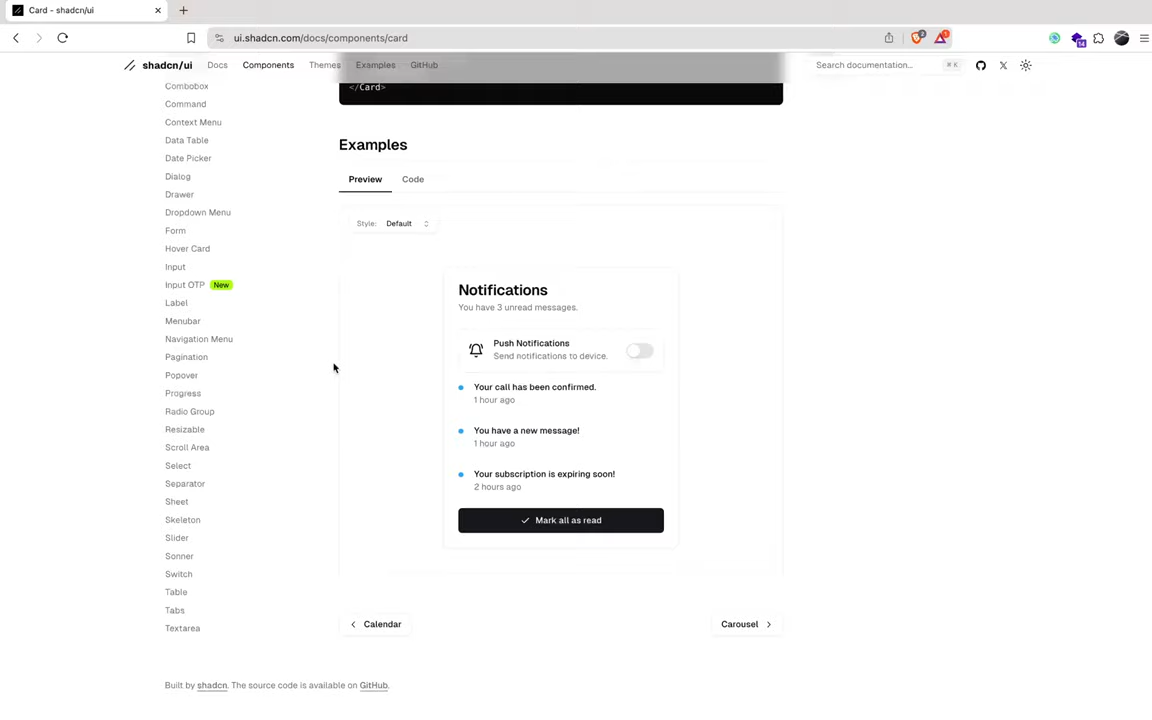 Card - shadcn/ui
ui.shadcn.com/docs/components/card
2
1
14
shadcn/ui
Docs
Components
Themes
Examples
GitHub
Search documentation...
⌘ K
</Card>
Combobox
Command
Context Menu
Data Table
Date Picker
Dialog
Drawer
Dropdown Menu
Form
Hover Card
Input
Input OTP New
Label
Menubar
Navigation Menu
Pagination
Popover
Progress
Radio Group
Resizable
Scroll Area
Select
Separator
Sheet
Skeleton
Slider
Sonner
Switch
Table
Tabs
Textarea
Examples
Preview Code
Style: Default
Notifications
You have 3 unread messages.
Push Notifications
Send notifications to device.
Your call has been confirmed.
1 hour ago
You have a new message!
1 hour ago
Your subscription is expiring soon!
2 hours ago
Mark all as read
Calendar
Carousel
Built by shadcn. The source code is available on GitHub.